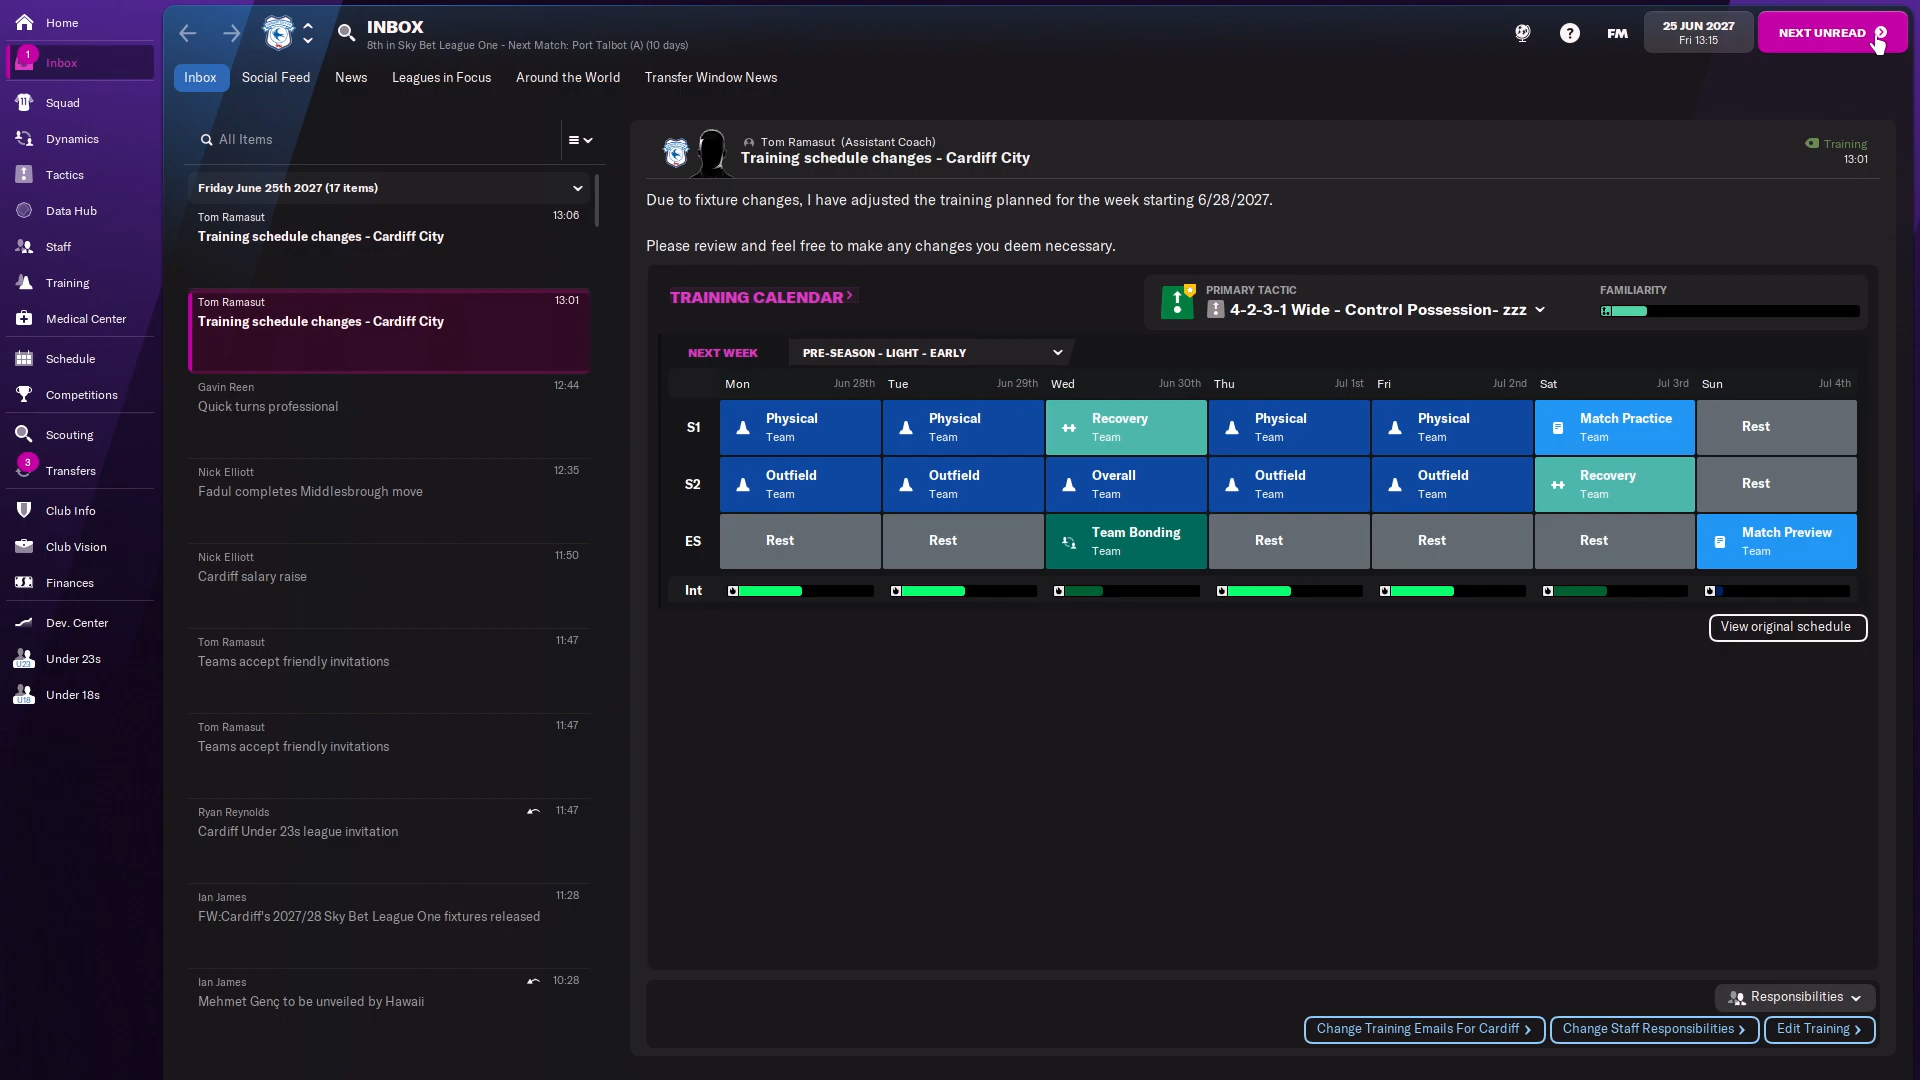 Home
1
Inbox
Squad
Dynamics
Tactics
Data Hub
Staff
Training
Medical Center
Schedule
Competitions
Scouting
3
Transfers
Club Info
Club Vision
Finances
Dev. Center
U23
Under 23s
U18
Under 18s
INBOX
8th in Sky Bet League One - Next Match: Port Talbot (A) (10 days)
?
FM
25 JUN 2027
Fri 13:15
NEXT UNREAD
Inbox
Social Feed
News
Leagues in Focus
Around the World
Transfer Window News
All Items
Friday June 25th 2027 (17 items)
Tom Ramasut 13:06
Training schedule changes - Cardiff City
Tom Ramasut 13:01
Training schedule changes - Cardiff City
Gavin Reen 12:44
Quick turns professional
Nick Elliott 12:35
Fadul completes Middlesbrough move
Nick Elliott 11:50
Cardiff salary raise
Tom Ramasut 11:47
Teams accept friendly invitations
Tom Ramasut 11:47
Teams accept friendly invitations
Ryan Reynolds 11:47
Cardiff Under 23s league invitation
Ian James 11:28
FW:Cardiff's 2027/28 Sky Bet League One fixtures released
Ian James 10:28
Mehmet Genç to be unveiled by Hawaii
Tom Ramasut (Assistant Coach)
Training schedule changes - Cardiff City
Training
13:01
Due to fixture changes, I have adjusted the training planned for the week starting 6/28/2027.
Please review and feel free to make any changes you deem necessary.
TRAINING CALENDAR
PRIMARY TACTIC
4-2-3-1 Wide - Control Possession- zzz
FAMILIARITY
NEXT WEEK
PRE-SEASON - LIGHT - EARLY
Mon Jun 28th Tue Jun 29th Wed Jun 30th Thu Jul 1st Fri Jul 2nd Sat Jul 3rd Sun Jul 4th
S1
Physical
Team
Physical
Team
Recovery
Team
Physical
Team
Physical
Team
Match Practice
Team
Rest
S2
Outfield
Team
Outfield
Team
Overall
Team
Outfield
Team
Outfield
Team
Recovery
Team
Rest
ES
Rest
Rest
Team Bonding
Team
Rest
Rest
Rest
Match Preview
Team
Int
View original schedule
Responsibilities
Change Training Emails For Cardiff
Change Staff Responsibilities
Edit Training